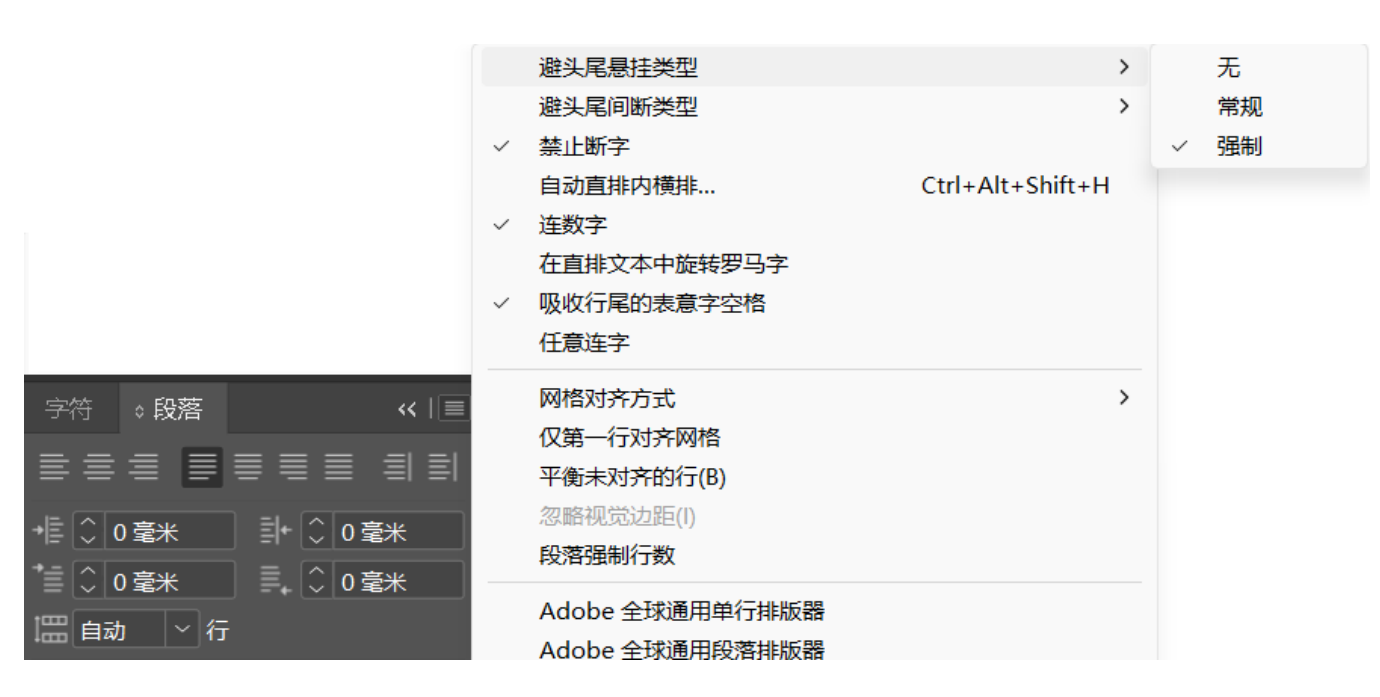 避头尾悬挂类型
无
避头尾间断类型
常规
禁止断字
强制
自动直排内横排... Ctrl+Alt+Shift+H
连数字
在直排文本中旋转罗马字
吸收行尾的表意字空格
任意连字
网格对齐方式
仅第一行对齐网格
平衡未对齐的行(B)
忽略视觉边距(I)
段落强制行数
Adobe 全球通用单行排版器
Adobe 全球通用段落排版器
字符 段落
0 毫米 0 毫米
0 毫米 0 毫米
自动 行